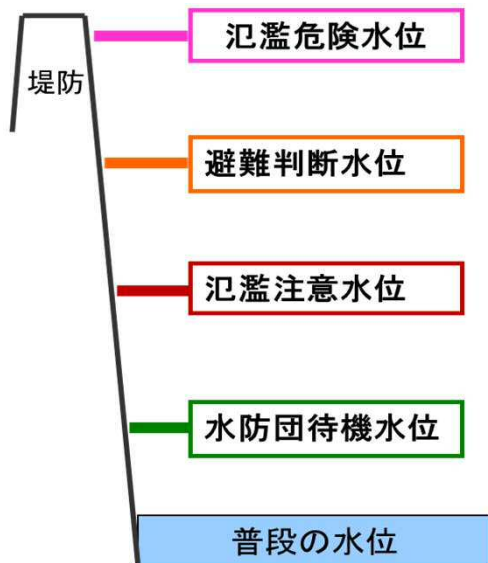 氾濫危険水位
堤防
避難判断水位
氾濫注意水位
水防団待機水位
普段の水位